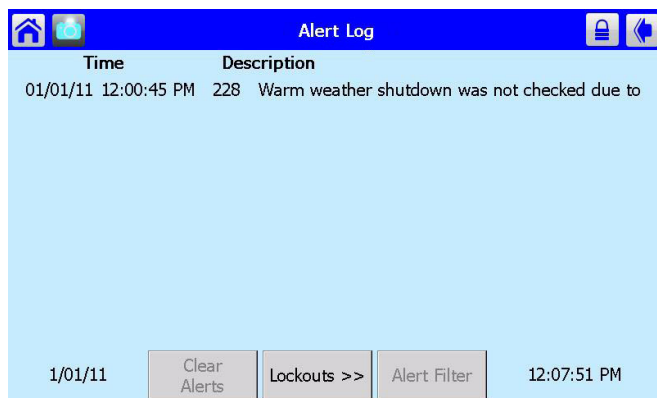 Alert Log
Time Description
01/01/11 12:00:45 PM 228 Warm weather shutdown was not checked due to
1/01/11 Clear Alerts Lockouts >> Alert Filter 12:07:51 PM